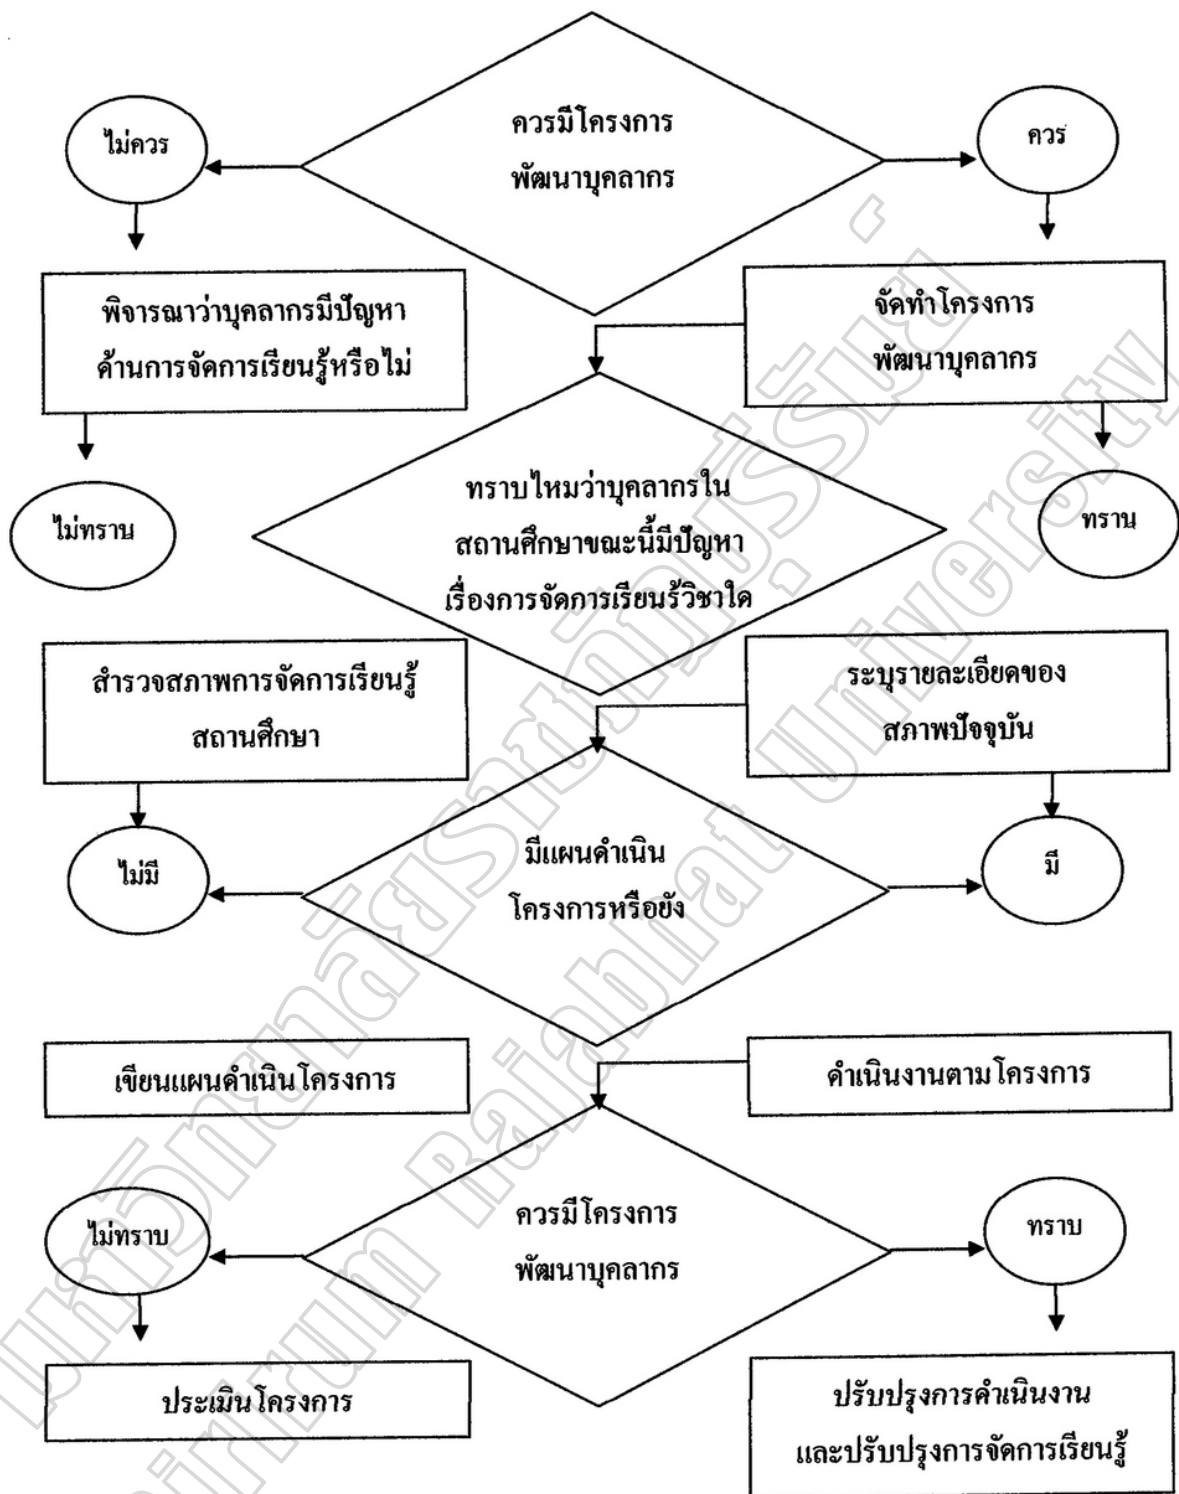 ควรมีโครงการ
พัฒนาบุคลากร
ไม่ควร
ควร
พิจารณาว่าบุคลากรมีปัญหา
ด้านการจัดการเรียนรู้หรือไม่
จัดทำโครงการ
พัฒนาบุคลากร
ทราบไหมว่าบุคลากรใน
สถานศึกษาขณะนี้มีปัญหา
เรื่องการจัดการเรียนรู้วิชาใด
ไม่ทราน
ทราน
สำรวจสภาพการจัดการเรียนรู้
สถานศึกษา
ระบุรายละเอียดของ
สภาพปัจจุบัน
มีแผนดำเนิน
โครงการหรือยัง
ไม่มี
มี
เขียนแผนดำเนินโครงการ
ดำเนินงานตามโครงการ
ควรมีโครงการ
พัฒนาบุคลากร
ไม่ทราบ
ทราบ
ประเมินโครงการ
ปรับปรุงการดำเนินงาน
และปรับปรุงการจัดการเรียนรู้
Rajabhat University